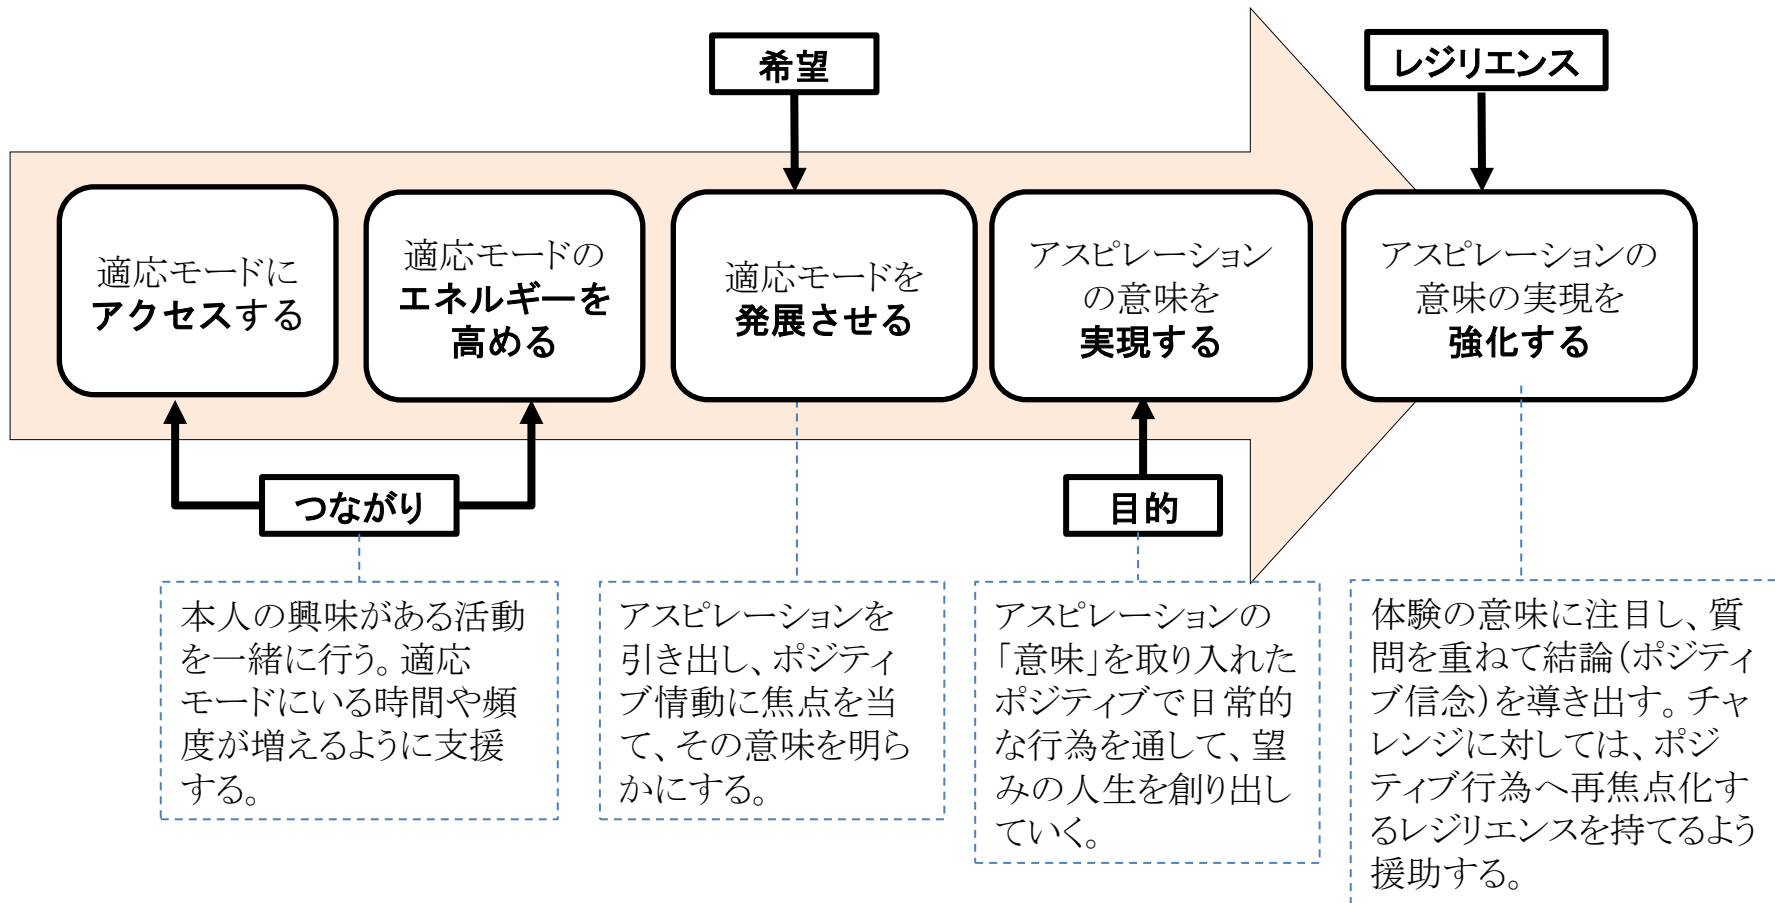 希望
レジリエンス
適応モードに
アクセスする
適応モードの
エネルギーを
高める
適応モードを
発展させる
アスピレーション
の意味を
実現する
アスピレーションの
意味の実現を
強化する
つながり
目的
本人の興味がある活動
を一緒に行う。適応
モードにいる時間や頻
度が増えるように支援
する。
アスピレーションを
引き出し、ポジティ
ブ情動に焦点を当
て、その意味を明ら
かにする。
アスピレーションの
「意味」を取り入れた
ポジティブで日常的
な行為を通して、望
みの人生を創り出し
ていく。
体験の意味に注目し、質
問を重ねて結論(ポジティ
ブ信念)を導き出す。チャ
レンジに対しては、ポジ
ティブ行為へ再焦点化す
るレジリエンスを持てるよう
援助する。